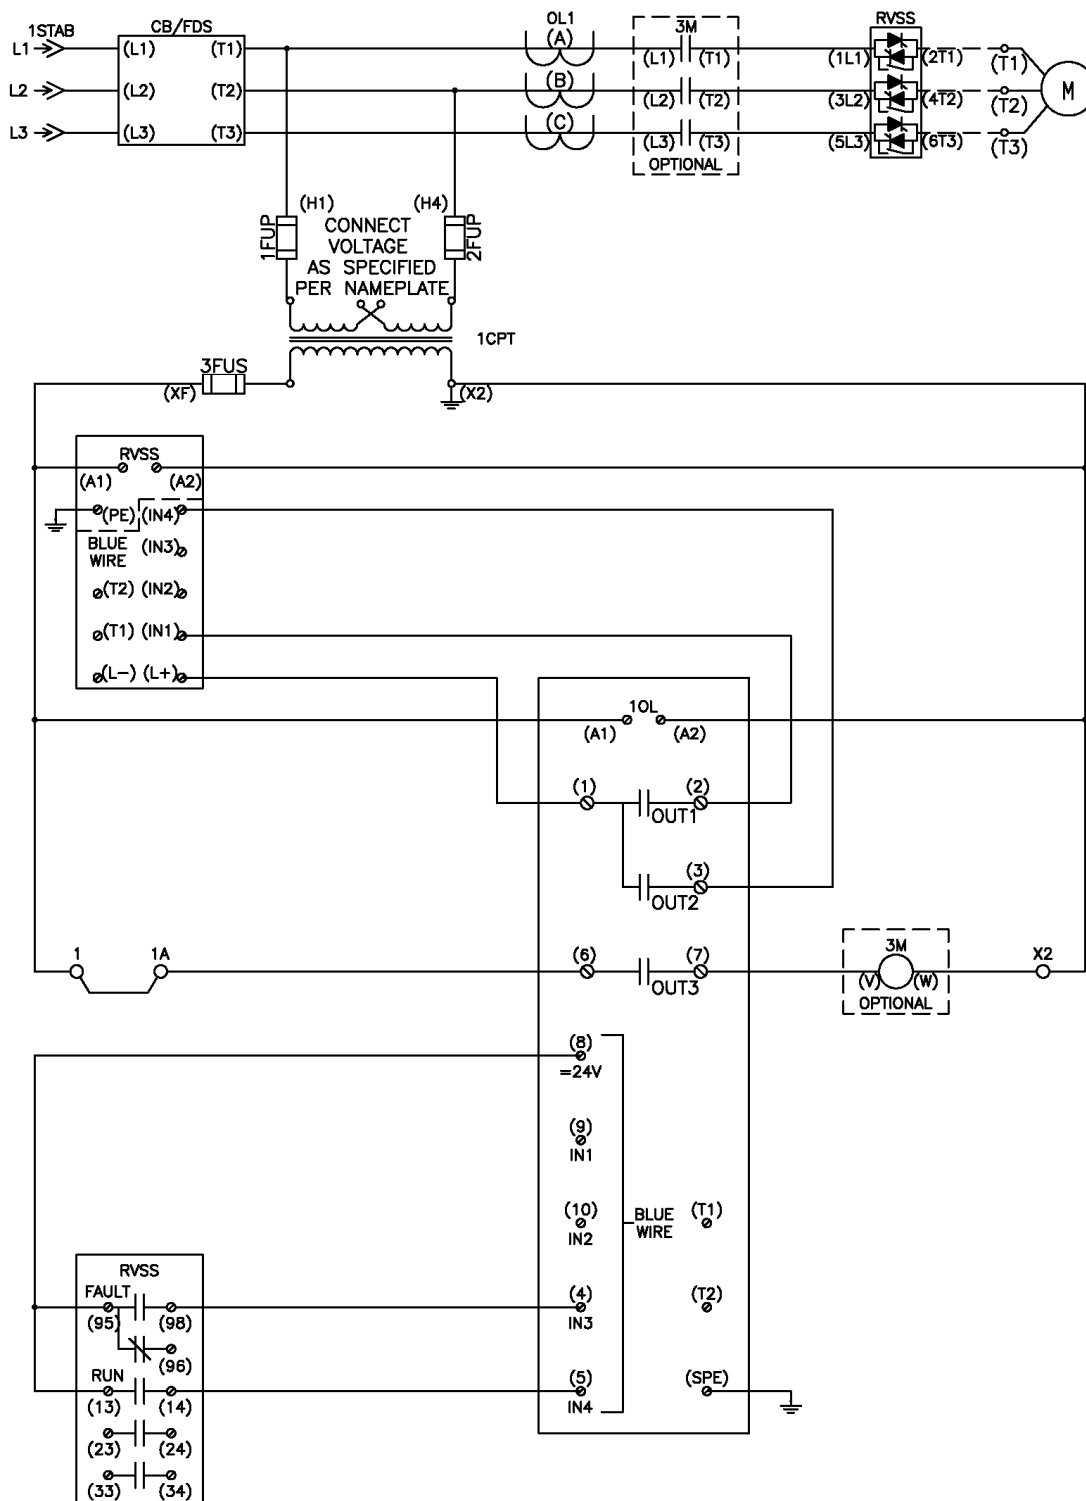 1STAB
CB/FDS
OL1
3M
RVSS
L1
(L1)
(T1)
(A)
(L1)
(T1)
(1L1)
(2T1)
(T1)
L2
(L2)
(T2)
(B)
(L2)
(T2)
(3L2)
(4T2)
(T2)
M
L3
(L3)
(T3)
(C)
(L3)
(T3)
(5L3)
(6T3)
(T3)
OPTIONAL
(H1)
(H4)
1FUP
2FUP
CONNECT
VOLTAGE
AS SPECIFIED
PER NAMEPLATE
1CPT
3FUS
(XF)
(X2)
RVSS
(A1)
(A2)
(PE)
(IN4)
BLUE
WIRE
(IN3)
(T2)
(IN2)
(T1)
(IN1)
(L-)
(L+)
1OL
(A1)
(A2)
(1)
(2)
OUT1
(3)
OUT2
1
1A
(6)
(7)
OUT3
3M
(V)
(W)
OPTIONAL
X2
(8)
=24V
(9)
IN1
(10)
IN2
BLUE
WIRE
(T1)
RVSS
FAULT
(95)
(98)
(4)
IN3
(T2)
(96)
RUN
(13)
(14)
(5)
IN4
(SPE)
(23)
(24)
(33)
(34)